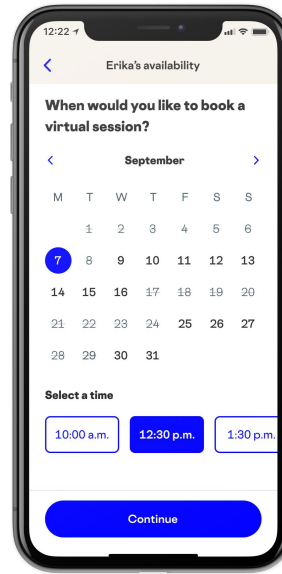 12:22
Erika's availability
When would you like to book a
virtual session?
September
M T W T F S S
1 2 3 4 5 6
7 8 9 10 11 12 13
14 15 16 17 18 19 20
21 22 23 24 25 26 27
28 29 30 31
Select a time
10:00 a.m. 12:30 p.m. 1:30 p.m.
Continue